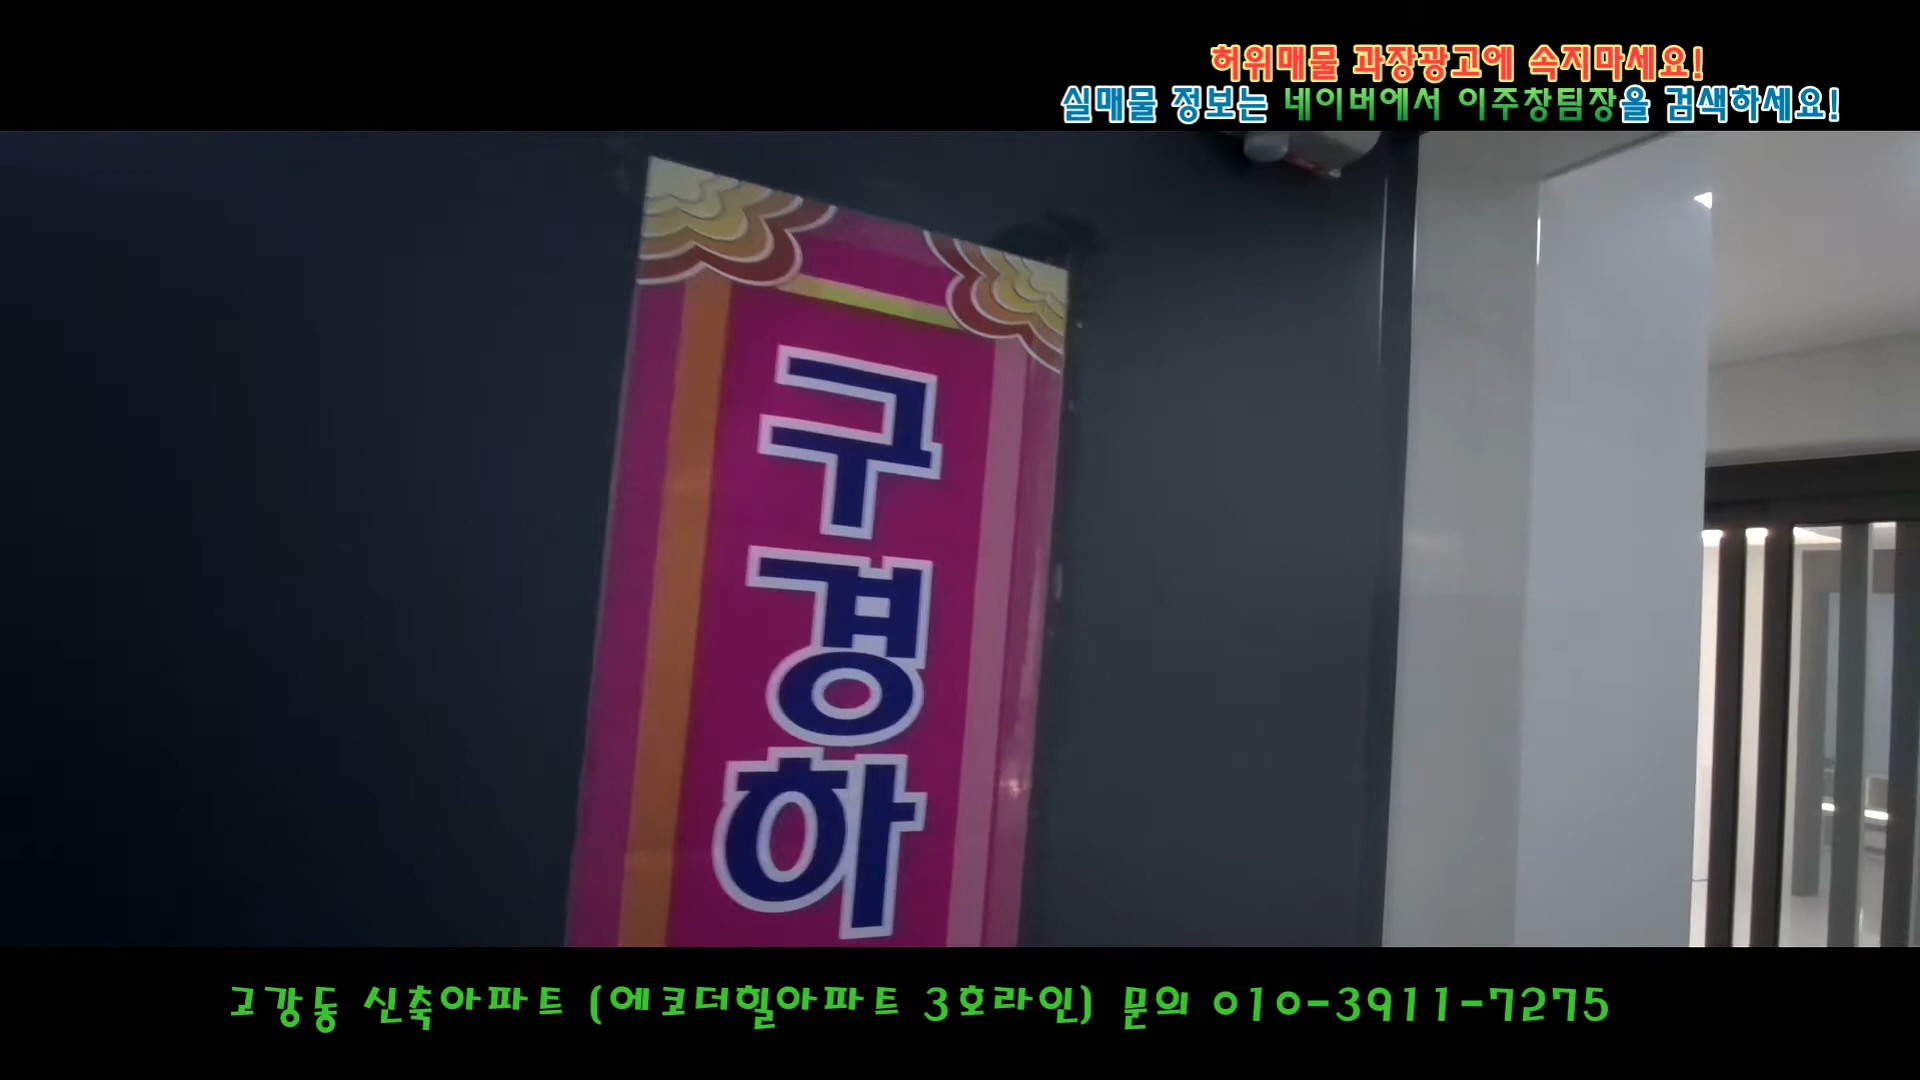 허위매물 과장광고에 속지마세요!
실매물 정보는 네이버에서 이주창팀장을 검색하세요!
구경하
고강동 신축아파트 (에코더힐아파트 3호라인) 문의 010-3911-7275